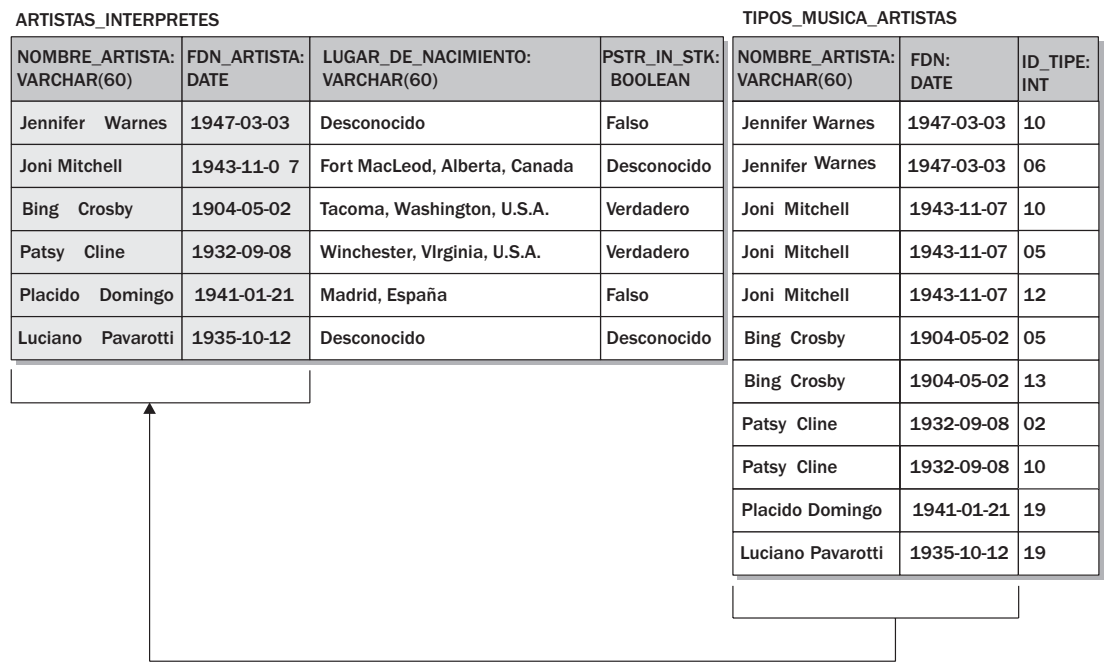 ARTISTAS_INTERPRETES
NOMBRE_ARTISTA: VARCHAR(60) FDN_ARTISTA: DATE LUGAR_DE_NACIMIENTO: VARCHAR(60) PSTR_IN_STK: BOOLEAN
Jennifer Warnes 1947-03-03 Desconocido Falso
Joni Mitchell 1943-11-0 7 Fort MacLeod, Alberta, Canada Desconocido
Bing Crosby 1904-05-02 Tacoma, Washington, U.S.A. Verdadero
Patsy Cline 1932-09-08 Winchester, VIrginia, U.S.A. Verdadero
Placido Domingo 1941-01-21 Madrid, España Falso
Luciano Pavarotti 1935-10-12 Desconocido Desconocido
TIPOS_MUSICA_ARTISTAS
NOMBRE_ARTISTA: VARCHAR(60) FDN: DATE ID_TIPE: INT
Jennifer Warnes 1947-03-03 10
Jennifer Warnes 1947-03-03 06
Joni Mitchell 1943-11-07 10
Joni Mitchell 1943-11-07 05
Joni Mitchell 1943-11-07 12
Bing Crosby 1904-05-02 05
Bing Crosby 1904-05-02 13
Patsy Cline 1932-09-08 02
Patsy Cline 1932-09-08 10
Placido Domingo 1941-01-21 19
Luciano Pavarotti 1935-10-12 19